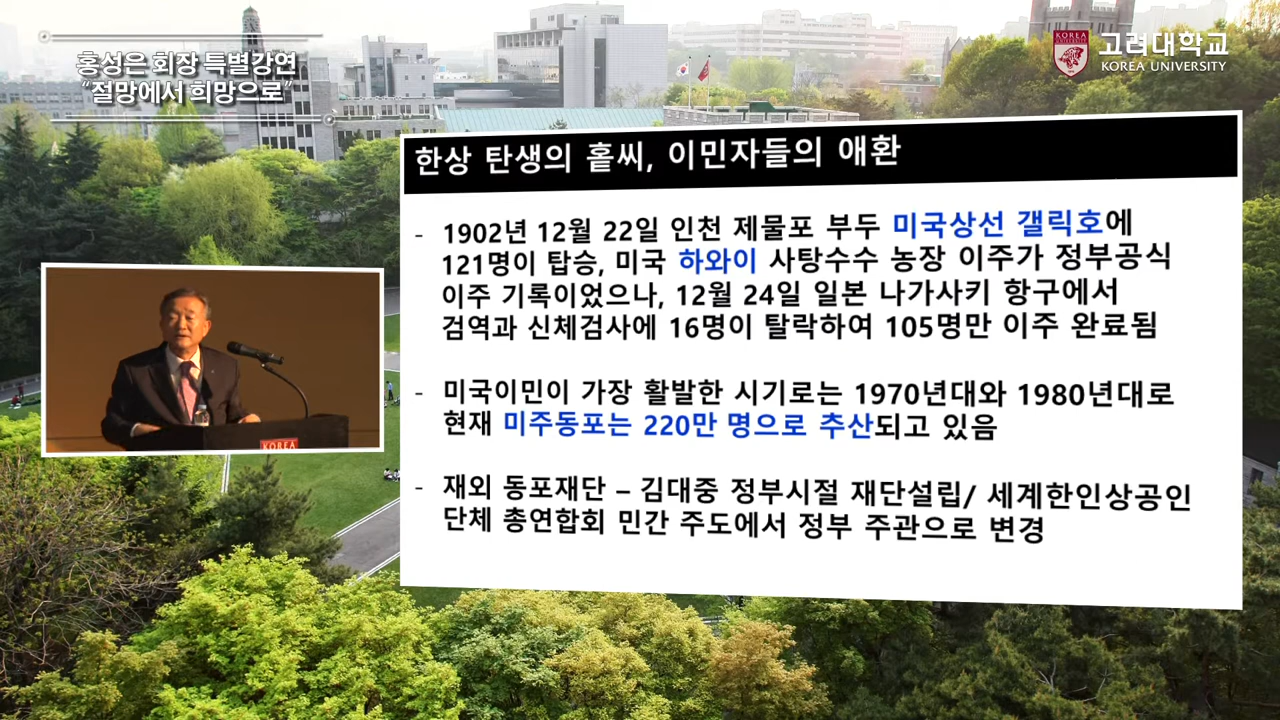 홍성은 회장 특별강연
“절망에서 희망으로”
KOREA
고려대학교
KOREA UNIVERSITY
한상 탄생의 홑씨, 이민자들의 애환
- 1902년 12월 22일 인천 제물포 부두 미국상선 갤릭호에
121명이 탑승, 미국 하와이 사탕수수 농장 이주가 정부공식
이주 기록이었으나, 12월 24일 일본 나가사키 항구에서
검역과 신체검사에 16명이 탈락하여 105명만 이주 완료됨
- 미국이민이 가장 활발한 시기로는 1970년대와 1980년대로
현재 미주동포는 220만 명으로 추산되고 있음
- 재외 동포재단 – 김대중 정부시절 재단설립/ 세계한인상공인
단체 총연합회 민간 주도에서 정부 주관으로 변경
KOREA